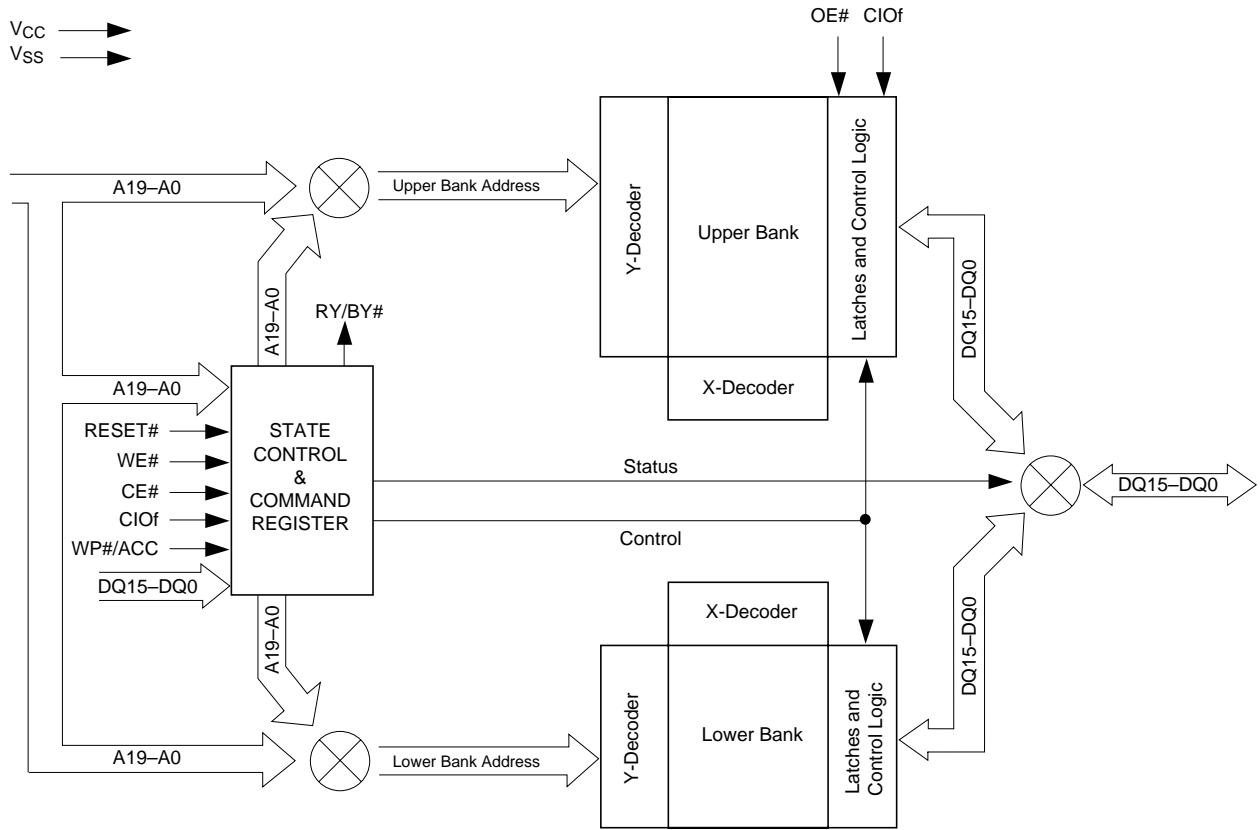 VCC
VSS
OE#
CIOf
A19–A0
Upper Bank Address
Y-Decoder
Upper Bank
Latches and Control Logic
X-Decoder
DQ15–DQ0
A19–A0
RY/BY#
A19–A0
RESET#
WE#
CE#
CIOf
WP#/ACC
DQ15–DQ0
STATE
CONTROL
&
COMMAND
REGISTER
Status
Control
DQ15–DQ0
A19–A0
X-Decoder
DQ15–DQ0
A19–A0
Lower Bank Address
Y-Decoder
Lower Bank
Latches and
Control Logic